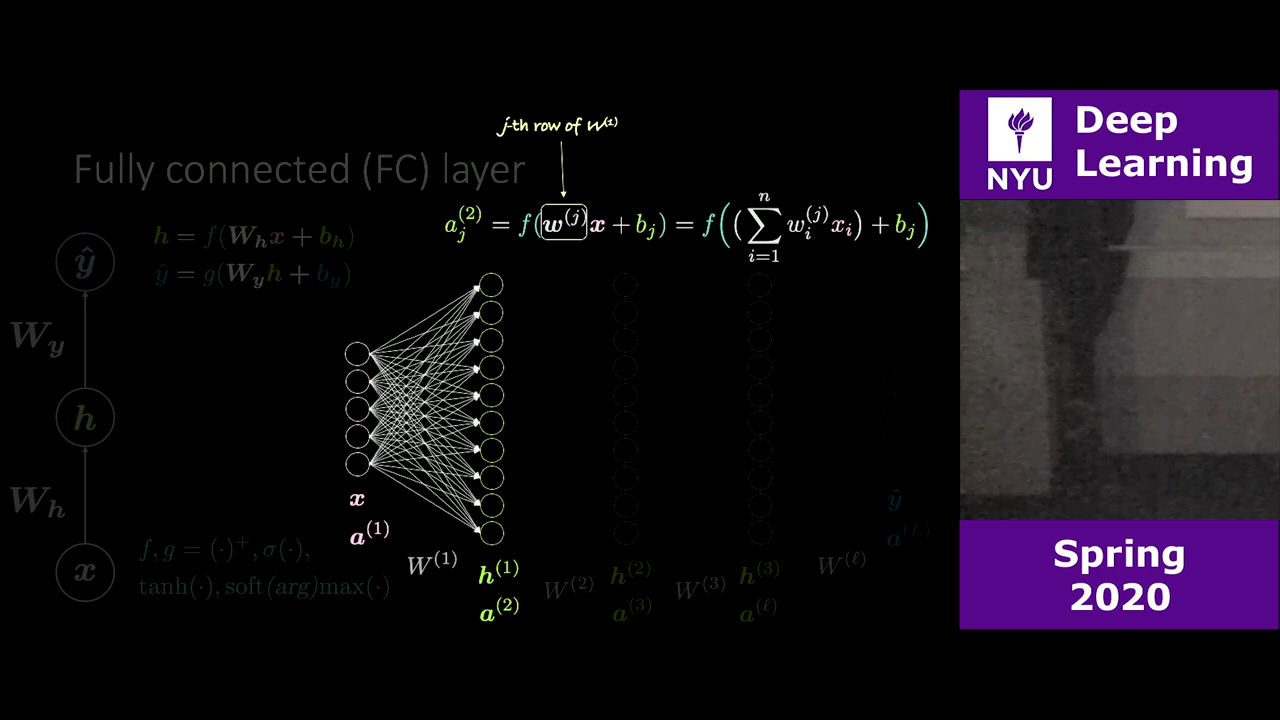 j-th row of W⁽¹⁾
Fully connected (FC) layer
a_j^{(2)} = f(w^{(j)} x + b_j) = f((∑_{i=1}^{n} w_i^{(j)} x_i) + b_j)
h = f(W_h x + b_h)
ŷ = g(W_y h + b_y)
ŷ
W_y
h
W_h
x
f, g = (·)⁺, σ(·),
tanh(·), soft(arg)max(·)
x
a⁽¹⁾
W⁽¹⁾
h⁽¹⁾
a⁽²⁾
W⁽²⁾
h⁽²⁾
a⁽³⁾
W⁽³⁾
h⁽³⁾
a^{(ℓ)}
W^{(ℓ)}
ŷ
a^{(L)}
NYU
Deep
Learning
Spring
2020